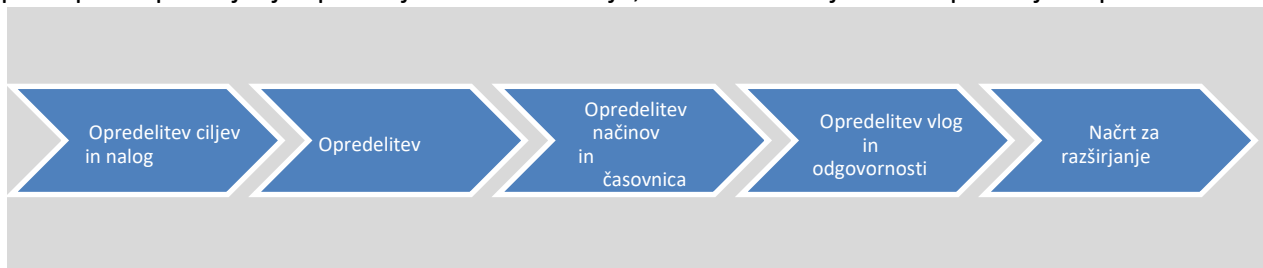 Opredelitev ciljev
in nalog
Opredelitev
Opredelitev
načinov
in
časovnica
Opredelitev vlog
in
odgovornosti
Načrt za
razširjanje